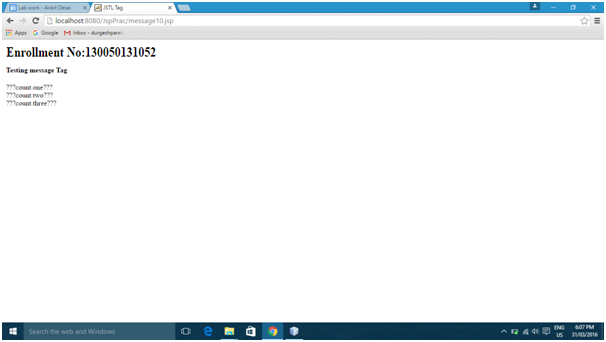 Lab work - Ankit Desai
JSTL Tag
localhost:8080/JspPrac/message10.jsp
Apps Google Inbox - durgeshparek
Enrollment No:130050131052
Testing message Tag
???count.one???
???count.two???
???count.three???
Search the web and Windows
ENG 6:07 PM
US 31/03/2016